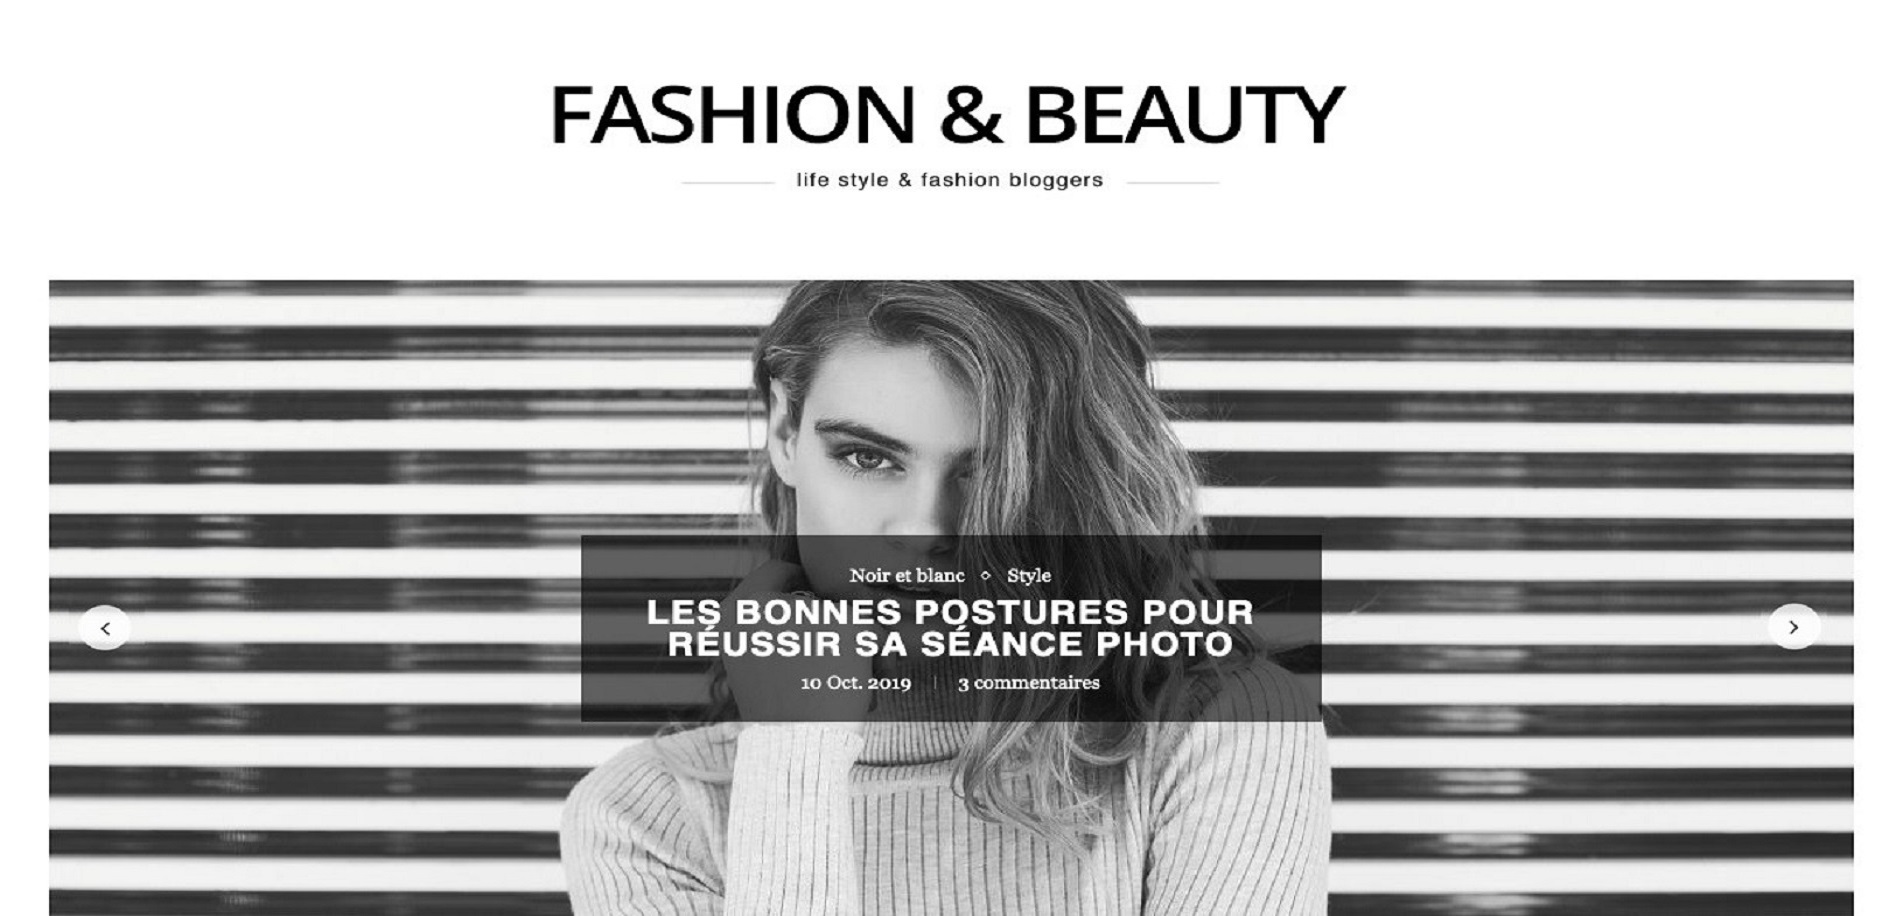 FASHION & BEAUTY
life style & fashion bloggers
Noir et blanc ⋄ Style
LES BONNES POSTURES POUR
RÉUSSIR SA SÉANCE PHOTO
10 Oct. 2019 | 3 commentaires